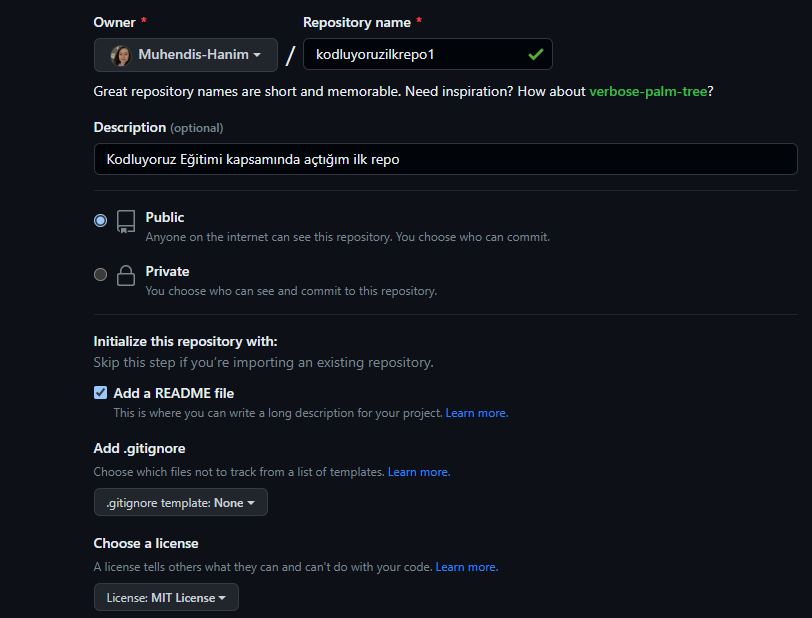 Owner * Repository name *
Muhendis-Hanim / kodluyoruzilkrepo1
Great repository names are short and memorable. Need inspiration? How about verbose-palm-tree?
Description (optional)
Kodluyoruz Eğitimi kapsamında açtığım ilk repo
Public
Anyone on the internet can see this repository. You choose who can commit.
Private
You choose who can see and commit to this repository.
Initialize this repository with:
Skip this step if you're importing an existing repository.
Add a README file
This is where you can write a long description for your project. Learn more.
Add .gitignore
Choose which files not to track from a list of templates. Learn more.
.gitignore template: None
Choose a license
A license tells others what they can and can't do with your code. Learn more.
License: MIT License